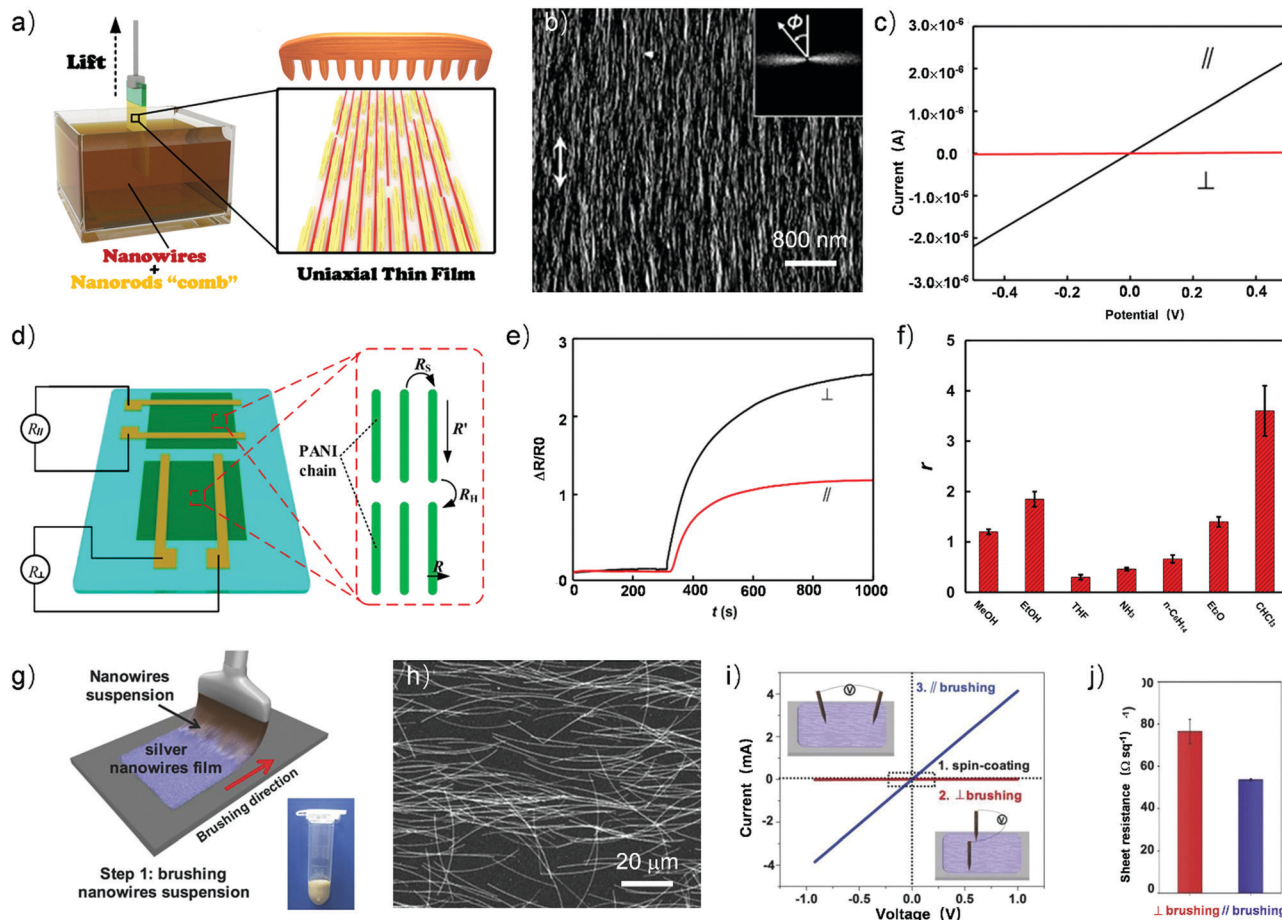 a)
Lift
Nanowires
+
Nanorods “comb”
Uniaxial Thin Film
b)
Φ
800 nm
c)
Current (A)
3.0×10⁻⁶
2.0×10⁻⁶
1.0×10⁻⁶
0.0
-1.0×10⁻⁶
-2.0×10⁻⁶
-3.0×10⁻⁶
//
⊥
-0.4
-0.2
0.0
0.2
0.4
Potential (V)
d)
R//
R⊥
PANI
chain
RS
R'
RH
R
e)
ΔR/R0
3
2
1
0
⊥
//
0
200
400
600
800
1000
t (s)
f)
r
5
4
3
2
1
0
MeOH
EtOH
THF
NH₃
n-C₆H₁₄
Et₂O
CHCl₃
g)
Nanowires
suspension
silver
nanowires film
Brushing direction
Step 1: brushing
nanowires suspension
h)
20 μm
i)
Current (mA)
4
2
0
-2
-4
V
3. // brushing
1. spin-coating
2. ⊥brushing
V
-1.0
-0.5
0.0
0.5
1.0
Voltage (V)
j)
Sheet resistance (Ω sq⁻¹) ⁻¹
80
60
40
20
0
⊥ brushing // brushing